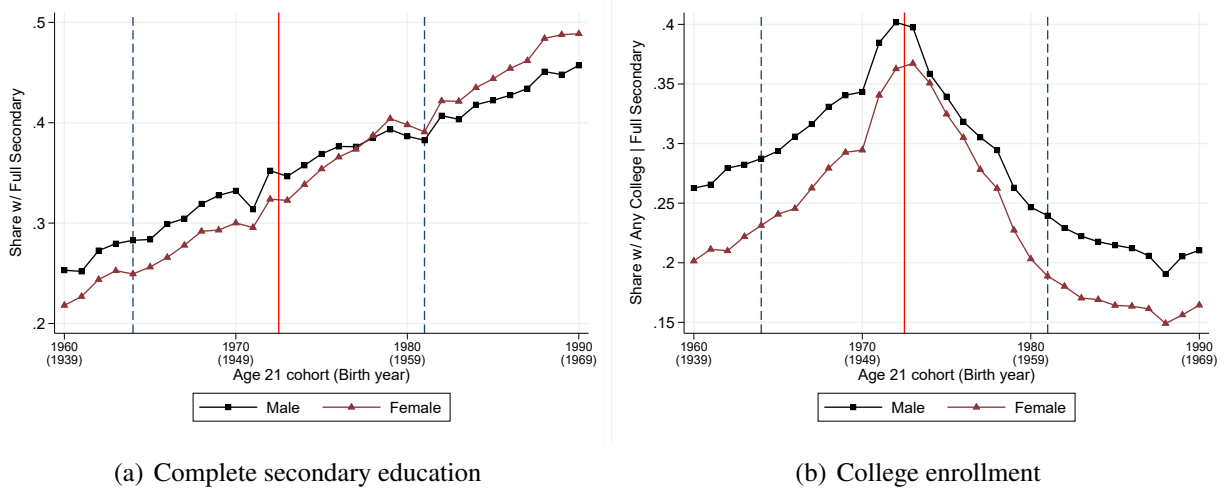 Share w/ Full Secondary
.5
.4
.3
.2
1960
(1939)
1970
(1949)
1980
(1959)
1990
(1969)
Age 21 cohort (Birth year)
Male
Female
(a) Complete secondary education
Share w/ Any College | Full Secondary
.4
.35
.3
.25
.2
.15
1960
(1939)
1970
(1949)
1980
(1959)
1990
(1969)
Age 21 cohort (Birth year)
Male
Female
(b) College enrollment